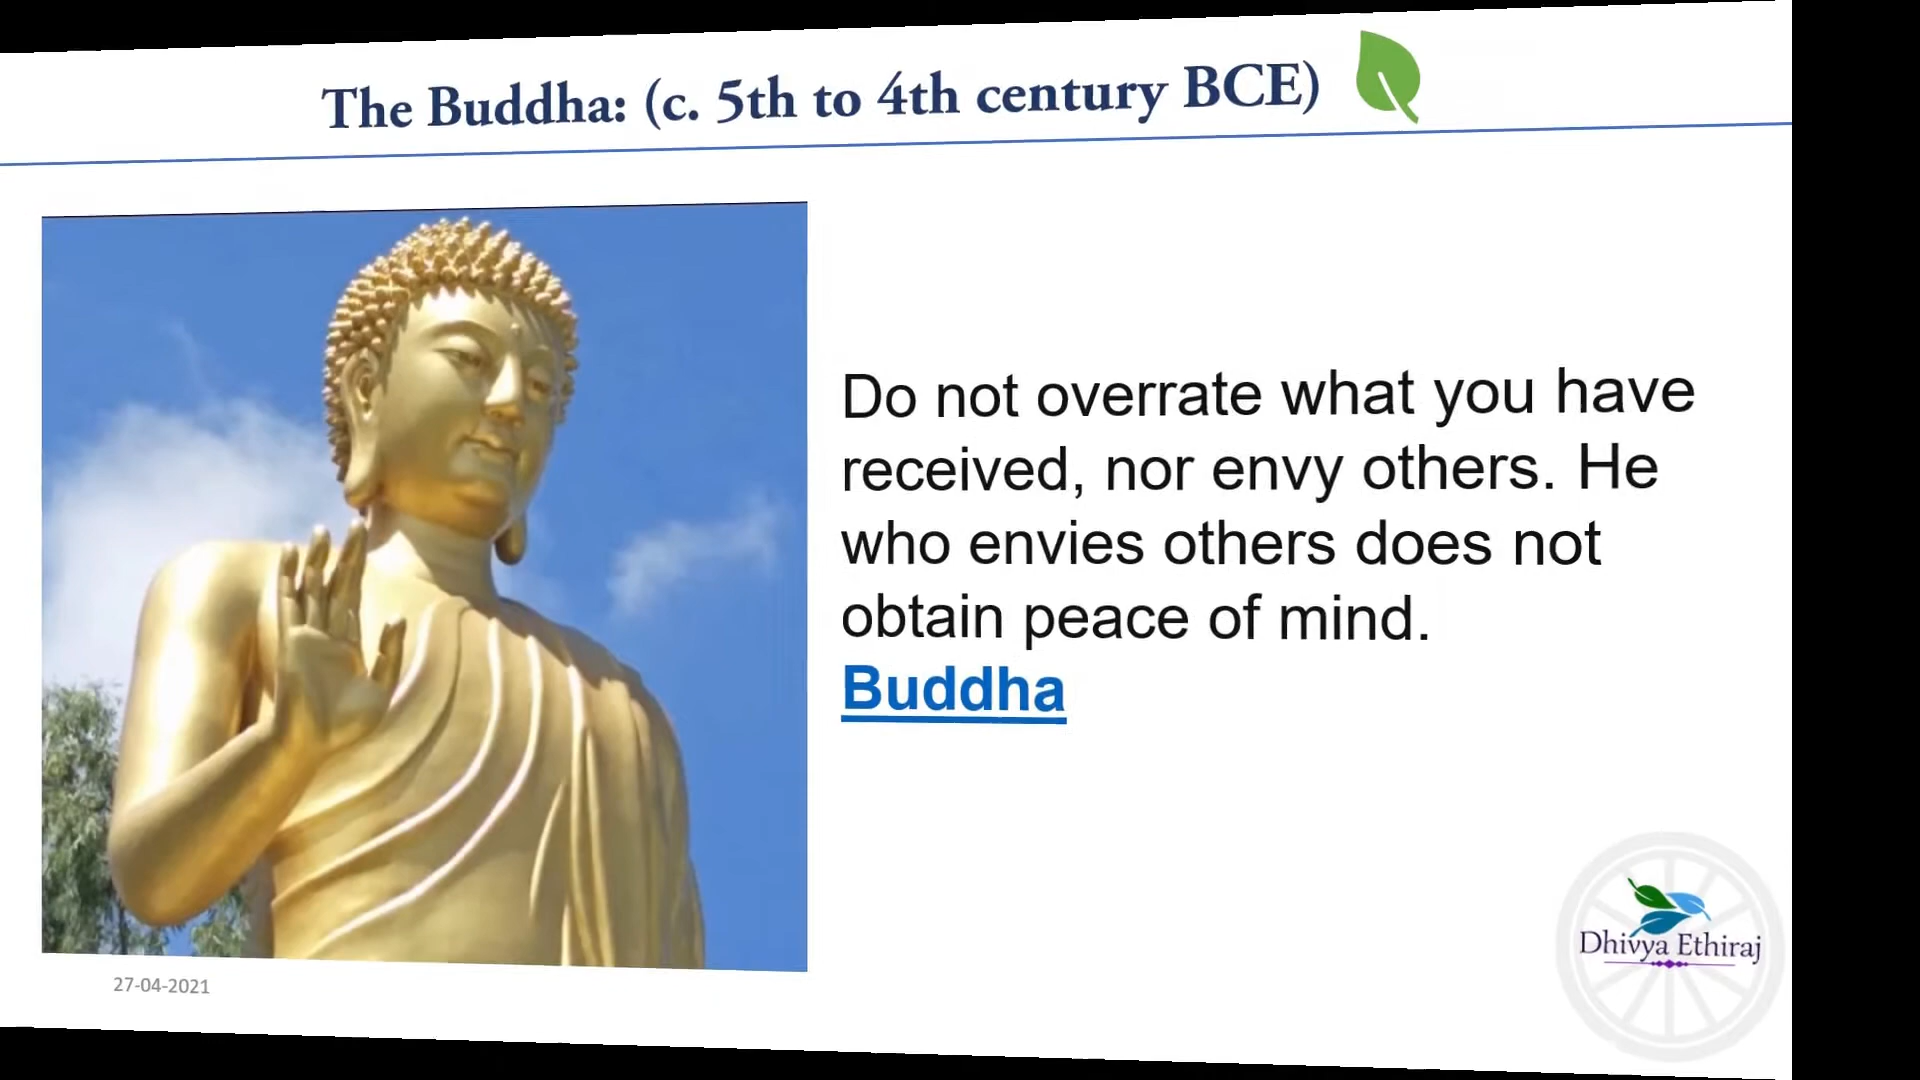 The Buddha: (c. 5th to 4th century BCE)
Do not overrate what you have
received, nor envy others. He
who envies others does not
obtain peace of mind.
Buddha
27-04-2021
Dhivya Ethiraj